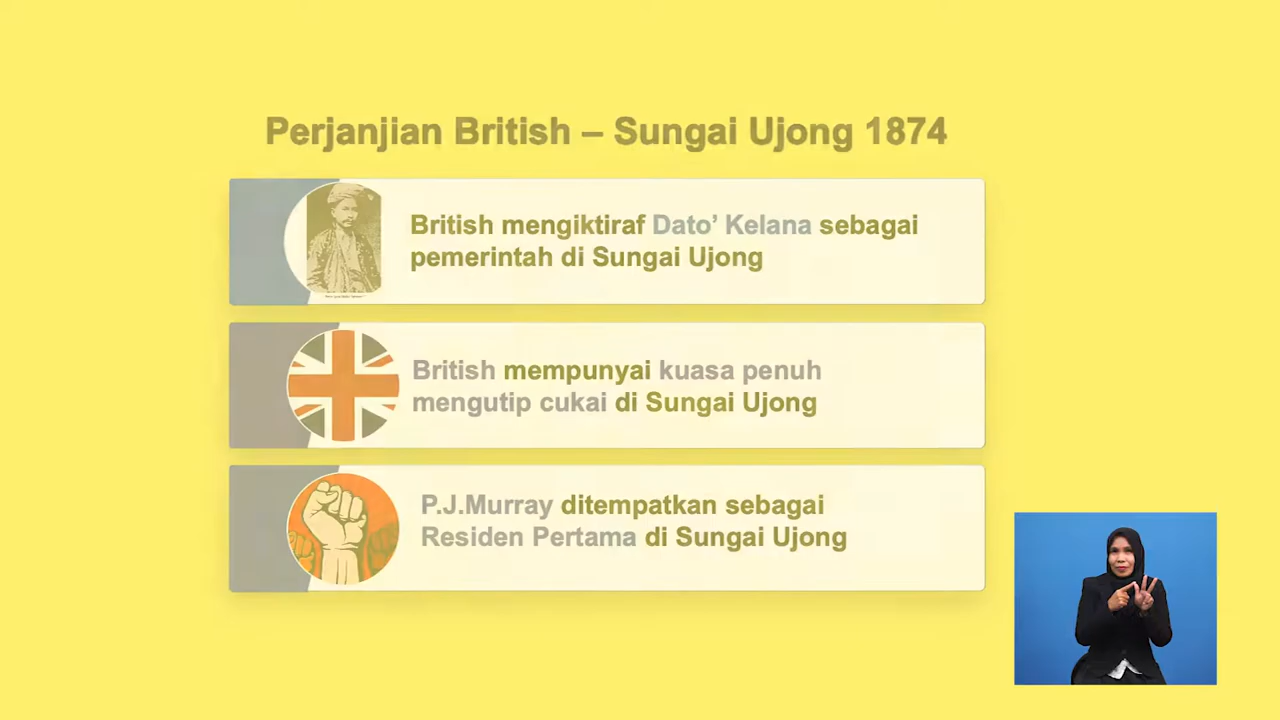 Perjanjian British – Sungai Ujong 1874
British mengiktiraf Dato’ Kelana sebagai
pemerintah di Sungai Ujong
British mempunyai kuasa penuh
mengutip cukai di Sungai Ujong
P.J.Murray ditempatkan sebagai
Residen Pertama di Sungai Ujong